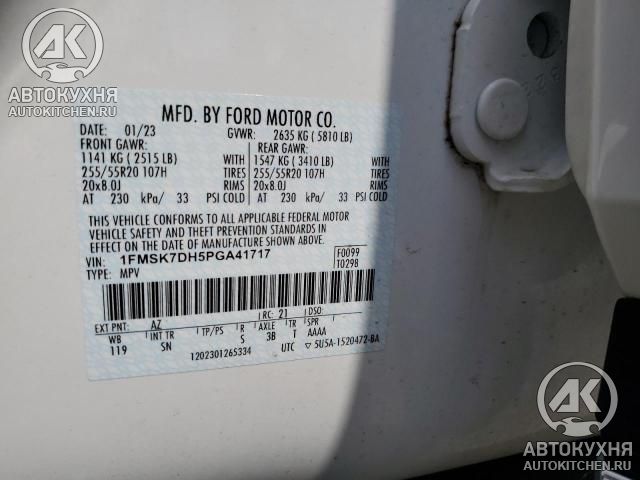 AK
АВТОКУХНЯ
AUTOKITCHEN.RU
MFD. BY FORD MOTOR CO.
DATE: 01/23 GVWR: 2635 KG ( 5810 LB)
FRONT GAWR: REAR GAWR:
1141 KG ( 2515 LB) WITH 1547 KG ( 3410 LB) WITH
255/55R20 107H TIRES 255/55R20 107H TIRES
20x8.0J RIMS 20x8.0J RIMS
AT 230 kPa/ 33 PSI COLD AT 230 kPa/ 33 PSI COLD
THIS VEHICLE CONFORMS TO ALL APPLICABLE FEDERAL MOTOR
VEHICLE SAFETY AND THEFT PREVENTION STANDARDS IN
EFFECT ON THE DATE OF MANUFACTURE SHOWN ABOVE.
VIN: 1FMSK7DH5PGA41717 F0099
TYPE: MPV T0298
EXT PNT: AZ RC: 21 DSO:
WB INT TR TP/PS R AXLE TR S
119 SN S 3B T AAAA
1202301265334 UTC ▽5U5A-1520472-BA
AK
АВТОКУХНЯ
AUTOKITCHEN.RU